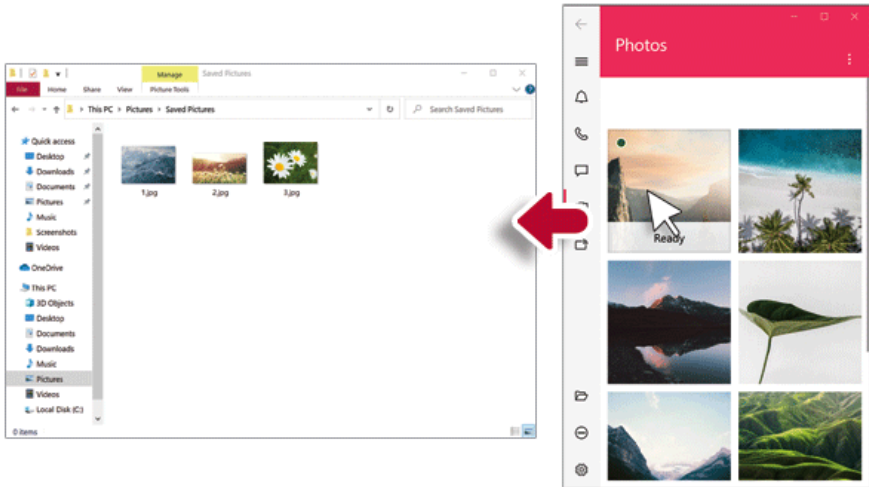 Manage
Saved Pictures
File
Home
Share
View
Picture Tools
This PC > Pictures > Saved Pictures
Search Saved Pictures
Quick access
Desktop
Downloads
Documents
Pictures
Music
Screenshots
Videos
OneDrive
This PC
3D Objects
Desktop
Documents
Downloads
Music
Pictures
Videos
Local Disk (C:)
0 items
1.jpg
2.jpg
3.jpg
Photos
Ready